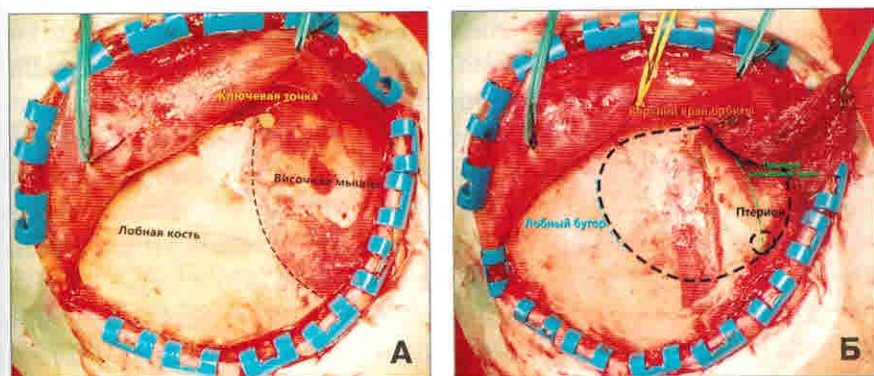 Ключевая точка
Височная мышца
Лобная кость
А
Верхний край орбиты
Птерион
Лобный бугор
Б